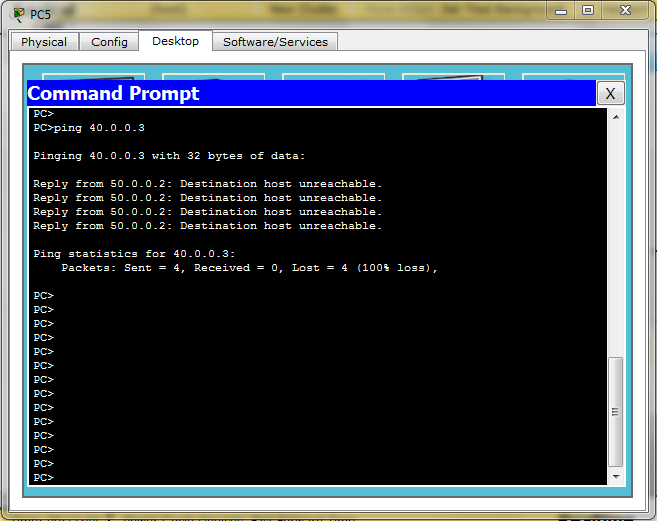 PC5
Physical Config Desktop Software/Services
Command Prompt X
PC>
PC>ping 40.0.0.3
Pinging 40.0.0.3 with 32 bytes of data:
Reply from 50.0.0.2: Destination host unreachable.
Reply from 50.0.0.2: Destination host unreachable.
Reply from 50.0.0.2: Destination host unreachable.
Reply from 50.0.0.2: Destination host unreachable.
Ping statistics for 40.0.0.3:
Packets: Sent = 4, Received = 0, Lost = 4 (100% loss),
PC>
PC>
PC>
PC>
PC>
PC>
PC>
PC>
PC>
PC>
PC>
PC>
PC>
PC>